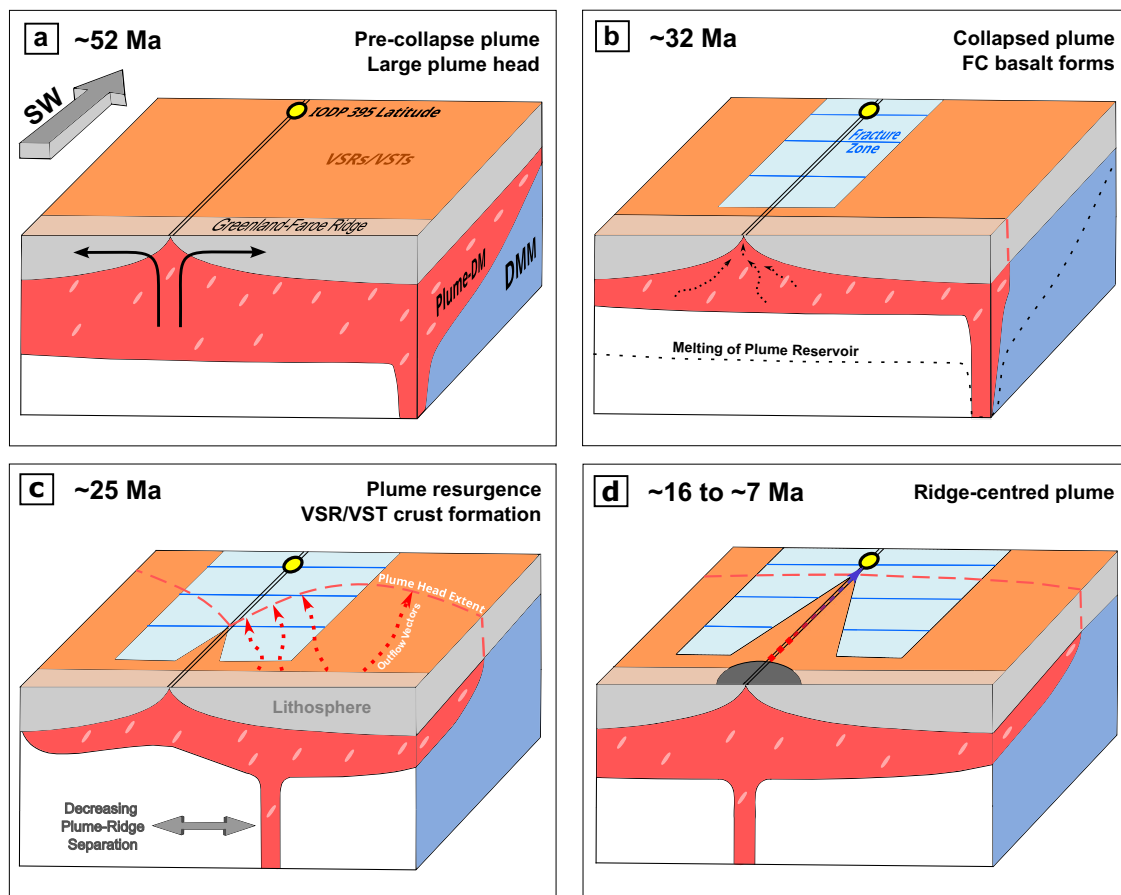 a ~52 Ma
Pre-collapse plume
Large plume head
SW
IODP 395 Latitude
VSRs/VSTs
Greenland-Faroe Ridge
Plume-DM
DMM
b ~32 Ma
Collapsed plume
FC basalt forms
Fracture
Zone
Melting of Plume Reservoir
c ~25 Ma
Plume resurgence
VSR/VST crust formation
Plume Head Extent
Outflow Vectors
Lithosphere
Decreasing
Plume-Ridge
Separation
d ~16 to ~7 Ma
Ridge-centred plume